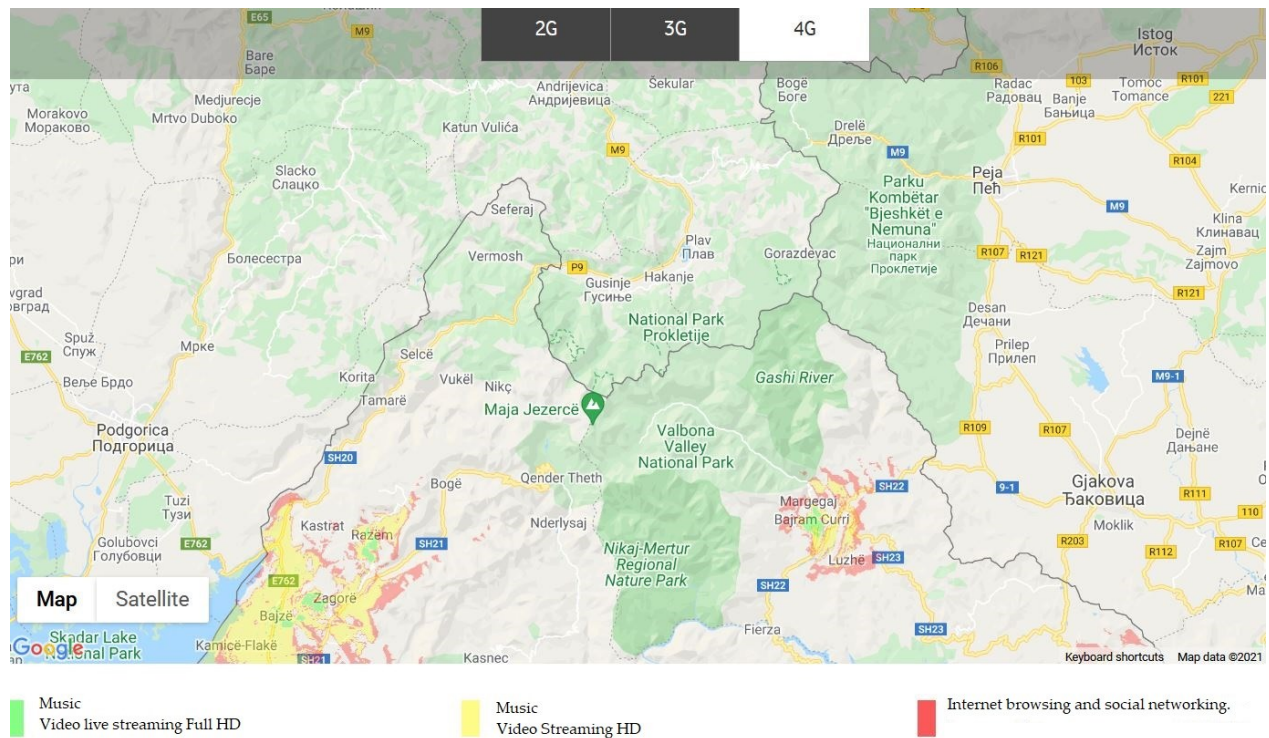 2G
3G
4G
E65
M9
Bare
Баре
Istog
Исток
R106
Andrijevica
Андријевица
Šekular
Bogë
Боге
Radac
Радовац
103
Tomoc
Tomance
R101
Banje
Бањица
221
Morakovo
Мораково
Medjurecje
Mrtvo Duboko
Katun Vulića
Drelë
Дреље
M9
M9
R101
R104
Slacko
Слацко
Peja
Пећ
Parku
Kombëtar
"Bjeshkët e
Nemuna"
Национални
парк
Проклетије
Kernic
M9
Klina
Клинавац
Zajm
Zajmovo
Seferaj
Plav
Плав
Болесестра
Vermosh
P9
Gusinje
Гусиње
Hakanje
Gorazdevac
R107
R121
R121
ри
vgrad
овград
National Park
Prokletije
Desan
Дечани
Spuž
Спуж
E762
Мрке
Selcë
Prilep
Прилеп
Веље Брдо
Korita
Vukël
Nikç
Gashi River
M9-1
Tamarë
Maja Jezercë
Podgorica
Подгорица
Valbona
Valley
National Park
R109
R107
Dejnë
Дањане
SH20
Bogë
Qender Theth
SH22
9-1
Gjakova
Ђаковица
R111
Tuzi
Тузи
Margegaj
Bajram Curri
110
Kastrat
Razëm
Nderlysaj
Moklik
Golubovci
Голубовци
E762
SH21
Nikaj-Mertur
Regional
Nature Park
Luzhë
SH23
R203
R112
R107
Ce
E762
SH22
Map
Satellite
Zagorë
Bajzë
Ma
Fierza
SH23
Skadar Lake
National Park
Google
Kamicë-Flakë
SH21
Kasnec
Keyboard shortcuts
Map data ©2021
Music
Video live streaming Full HD
Music
Video Streaming HD
Internet browsing and social networking.